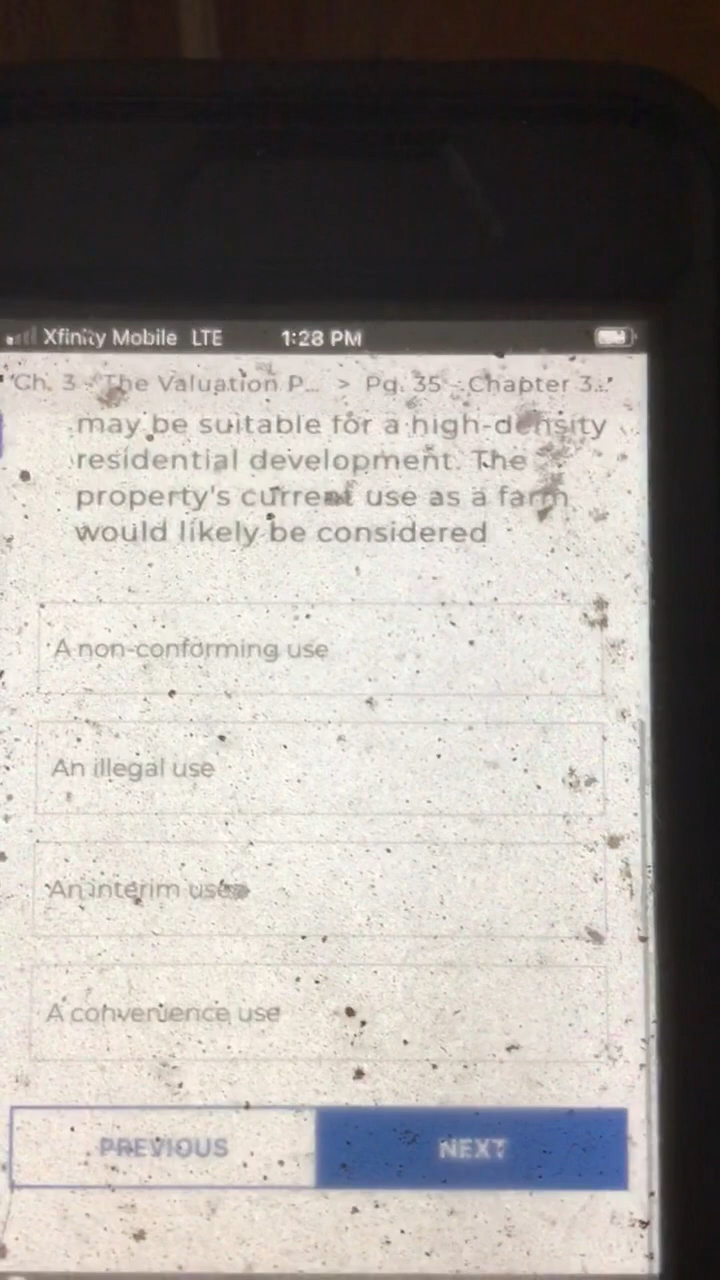 Xfinity Mobile LTE 1:28 PM
Ch. 3 - The Valuation P... > Pg. 35 - Chapter 3...
may be suitable for a high-density
residential development. The
property's current use as a farm
would likely be considered
A non-conforming use
An illegal use
An interim use
A convenience use
PREVIOUS NEXT